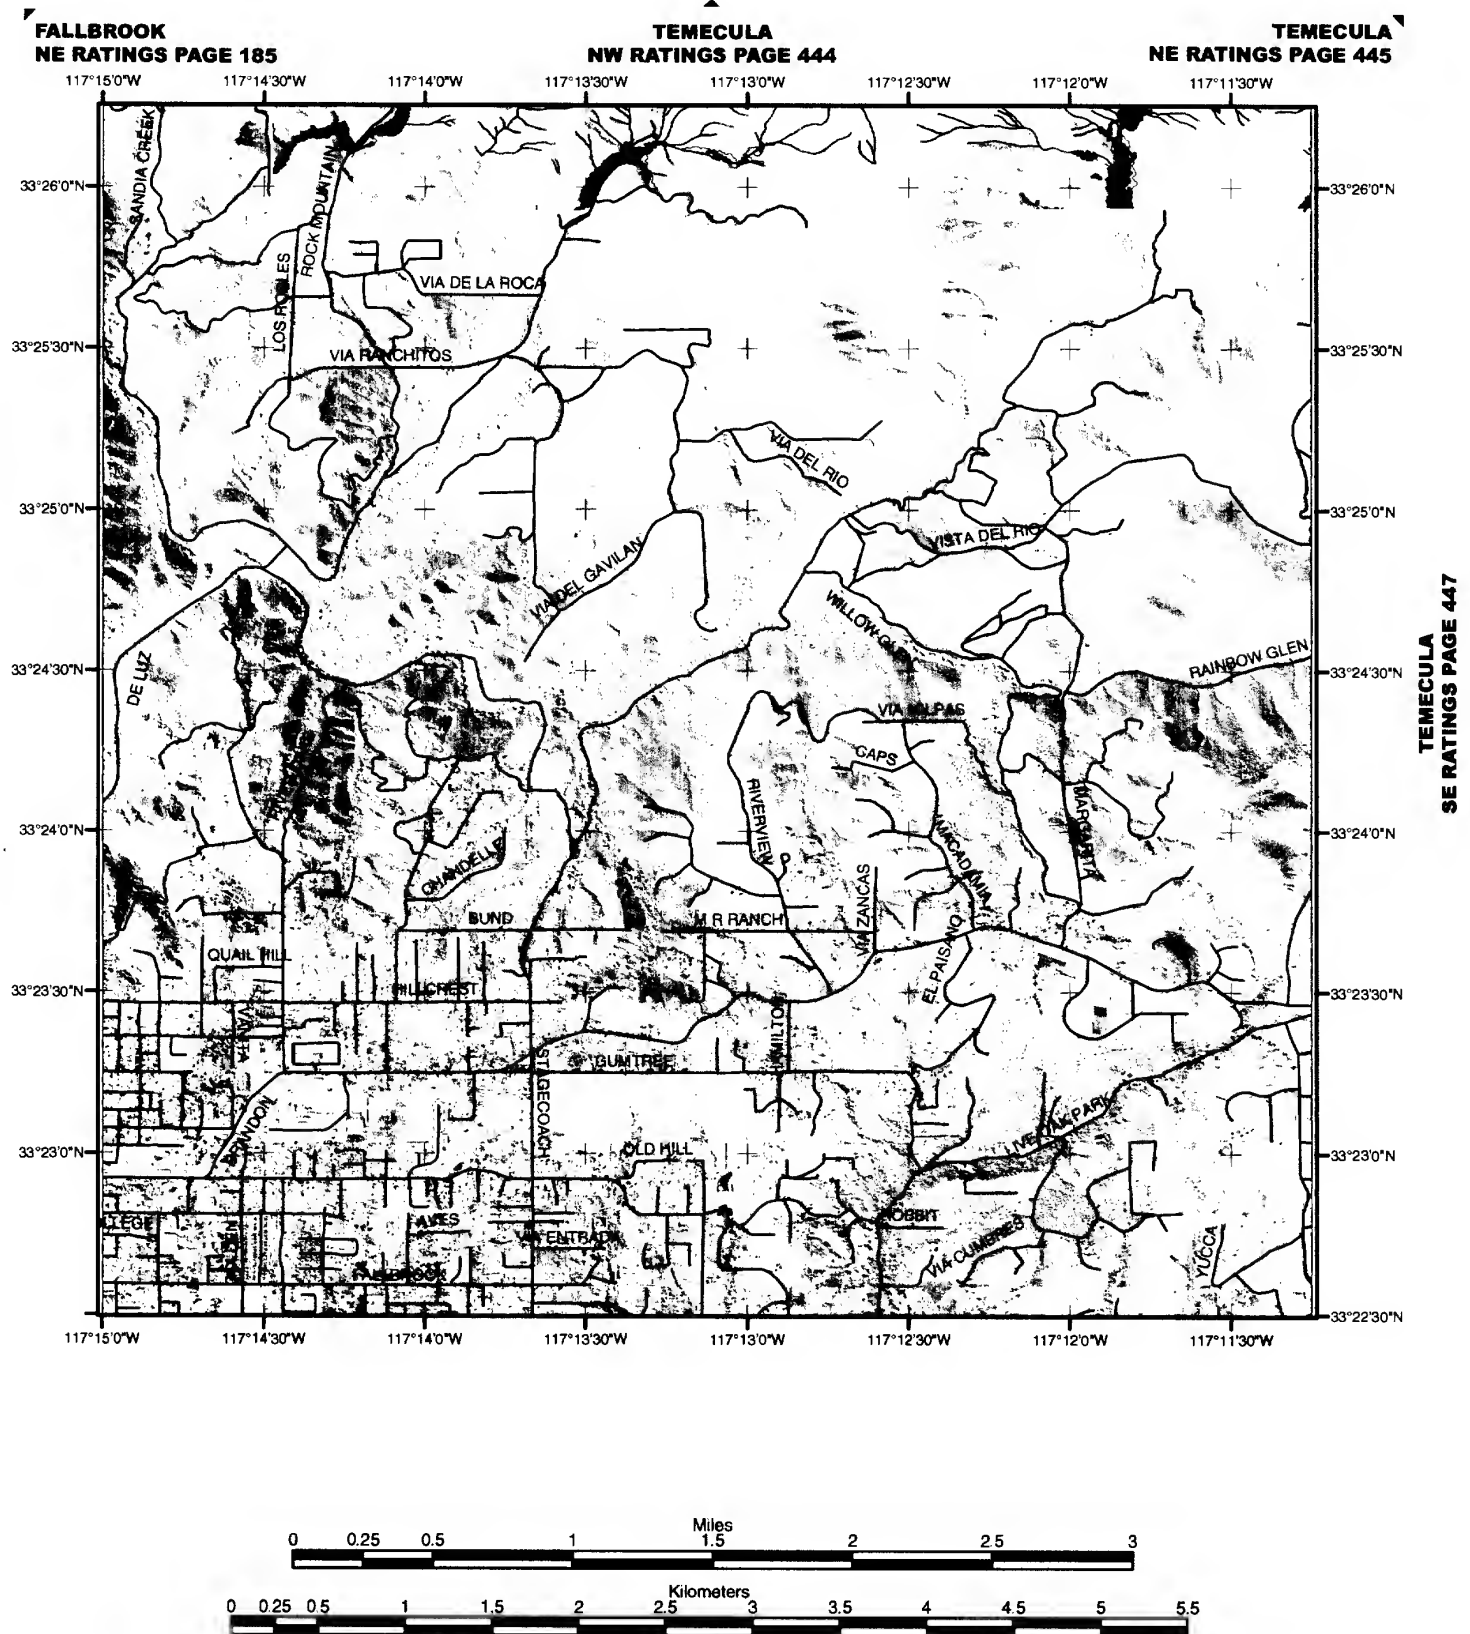 FALLBROOK
NE RATINGS PAGE 185
TEMECULA
NW RATINGS PAGE 444
TEMECULA
NE RATINGS PAGE 445
117°15'0"W 117°14'30"W 117°14'0"W 117°13'30"W 117°13'0"W 117°12'30"W 117°12'0"W 117°11'30"W
SANDIA CREEK
33°26'0"N 33°26'0"N
ROCK MOUNTAIN
LOS ROBLES
VIA DE LA ROCA
33°25'30"N 33°25'30"N
VIA RANCHITOS
VIA DEL RIO
33°25'0"N 33°25'0"N
VISTA DEL RIO
VIA DEL GAVILAN
WILLOW GLEN
DE LUZ
33°24'30"N 33°24'30"N
RAINBOW GLEN
TEMECULA
SE RATINGS PAGE 447
CAPS
RIVERVIEW
MARGARITA
33°24'0"N 33°24'0"N
MACADAMIA
CHANDELLE
VIA ZANCAS
BUND
M R RANCH
EL PAISANO
QUAIL HILL
33°23'30"N 33°23'30"N
HILLCREST
GUMTREE
STAGECOACH
LIVE OAK PARK
33°23'0"N 33°23'0"N
OLD HILL
VIA ENTRADA
VIA CUMBRES
YUCCA
FALLBROOK
33°22'30"N
117°15'0"W 117°14'30"W 117°14'0"W 117°13'30"W 117°13'0"W 117°12'30"W 117°12'0"W 117°11'30"W
Miles
0 0.25 0.5 1 1.5 2 2.5 3
Kilometers
0 0.25 0.5 1 1.5 2 2.5 3 3.5 4 4.5 5 5.5